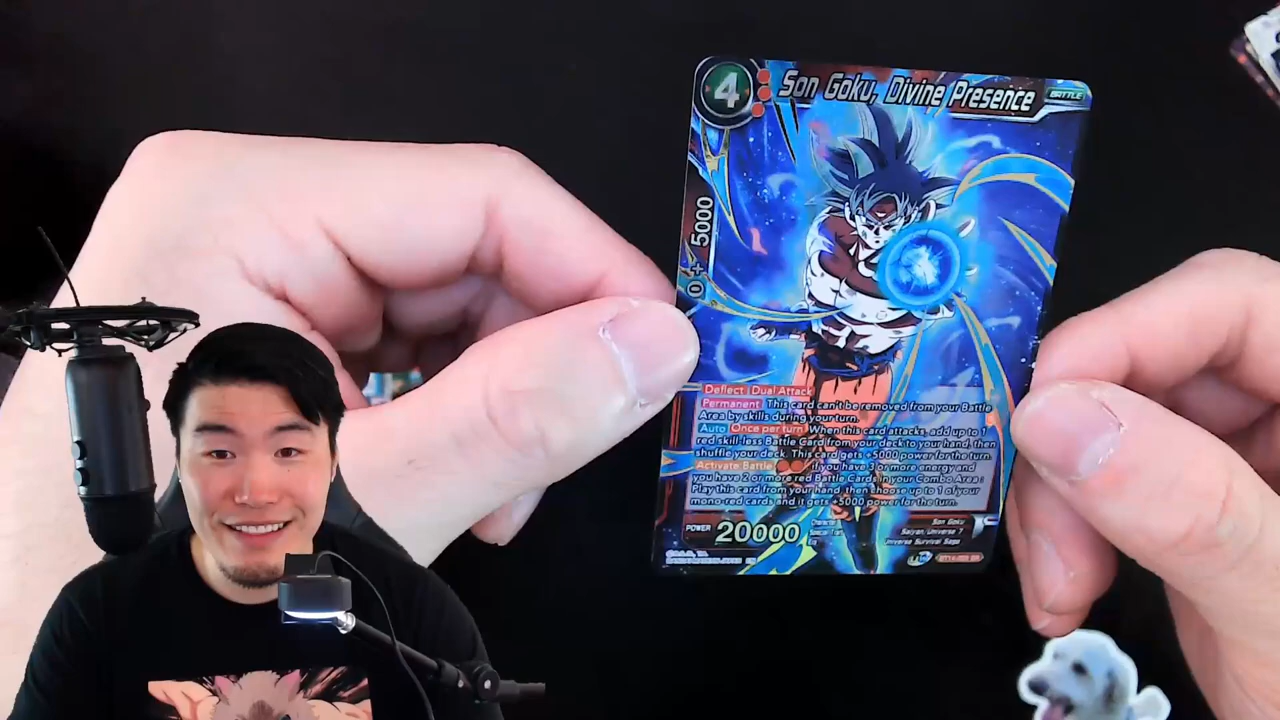 4
Son Goku, Divine Presence
BATTLE
0 + 5000
Deflect Dual Attack
Permanent This card can't be removed from your Battle
Area by skills during your turn.
Auto Once per turn When this card attacks, add up to 1
red skill-less Battle Card from your deck to your hand, then
shuffle your deck. This card gets +5000 power for the turn.
Activate Battle if you have 3 or more energy and
you have 2 or more red Battle Cards in your Combo Area :
Play this card from your hand, then choose up to 1 of your
mono-red cards and it gets +5000 power for the turn.
POWER 20000
Character Son Goku
Special Trait Saiyan/Universe 7
Universe Survival Saga